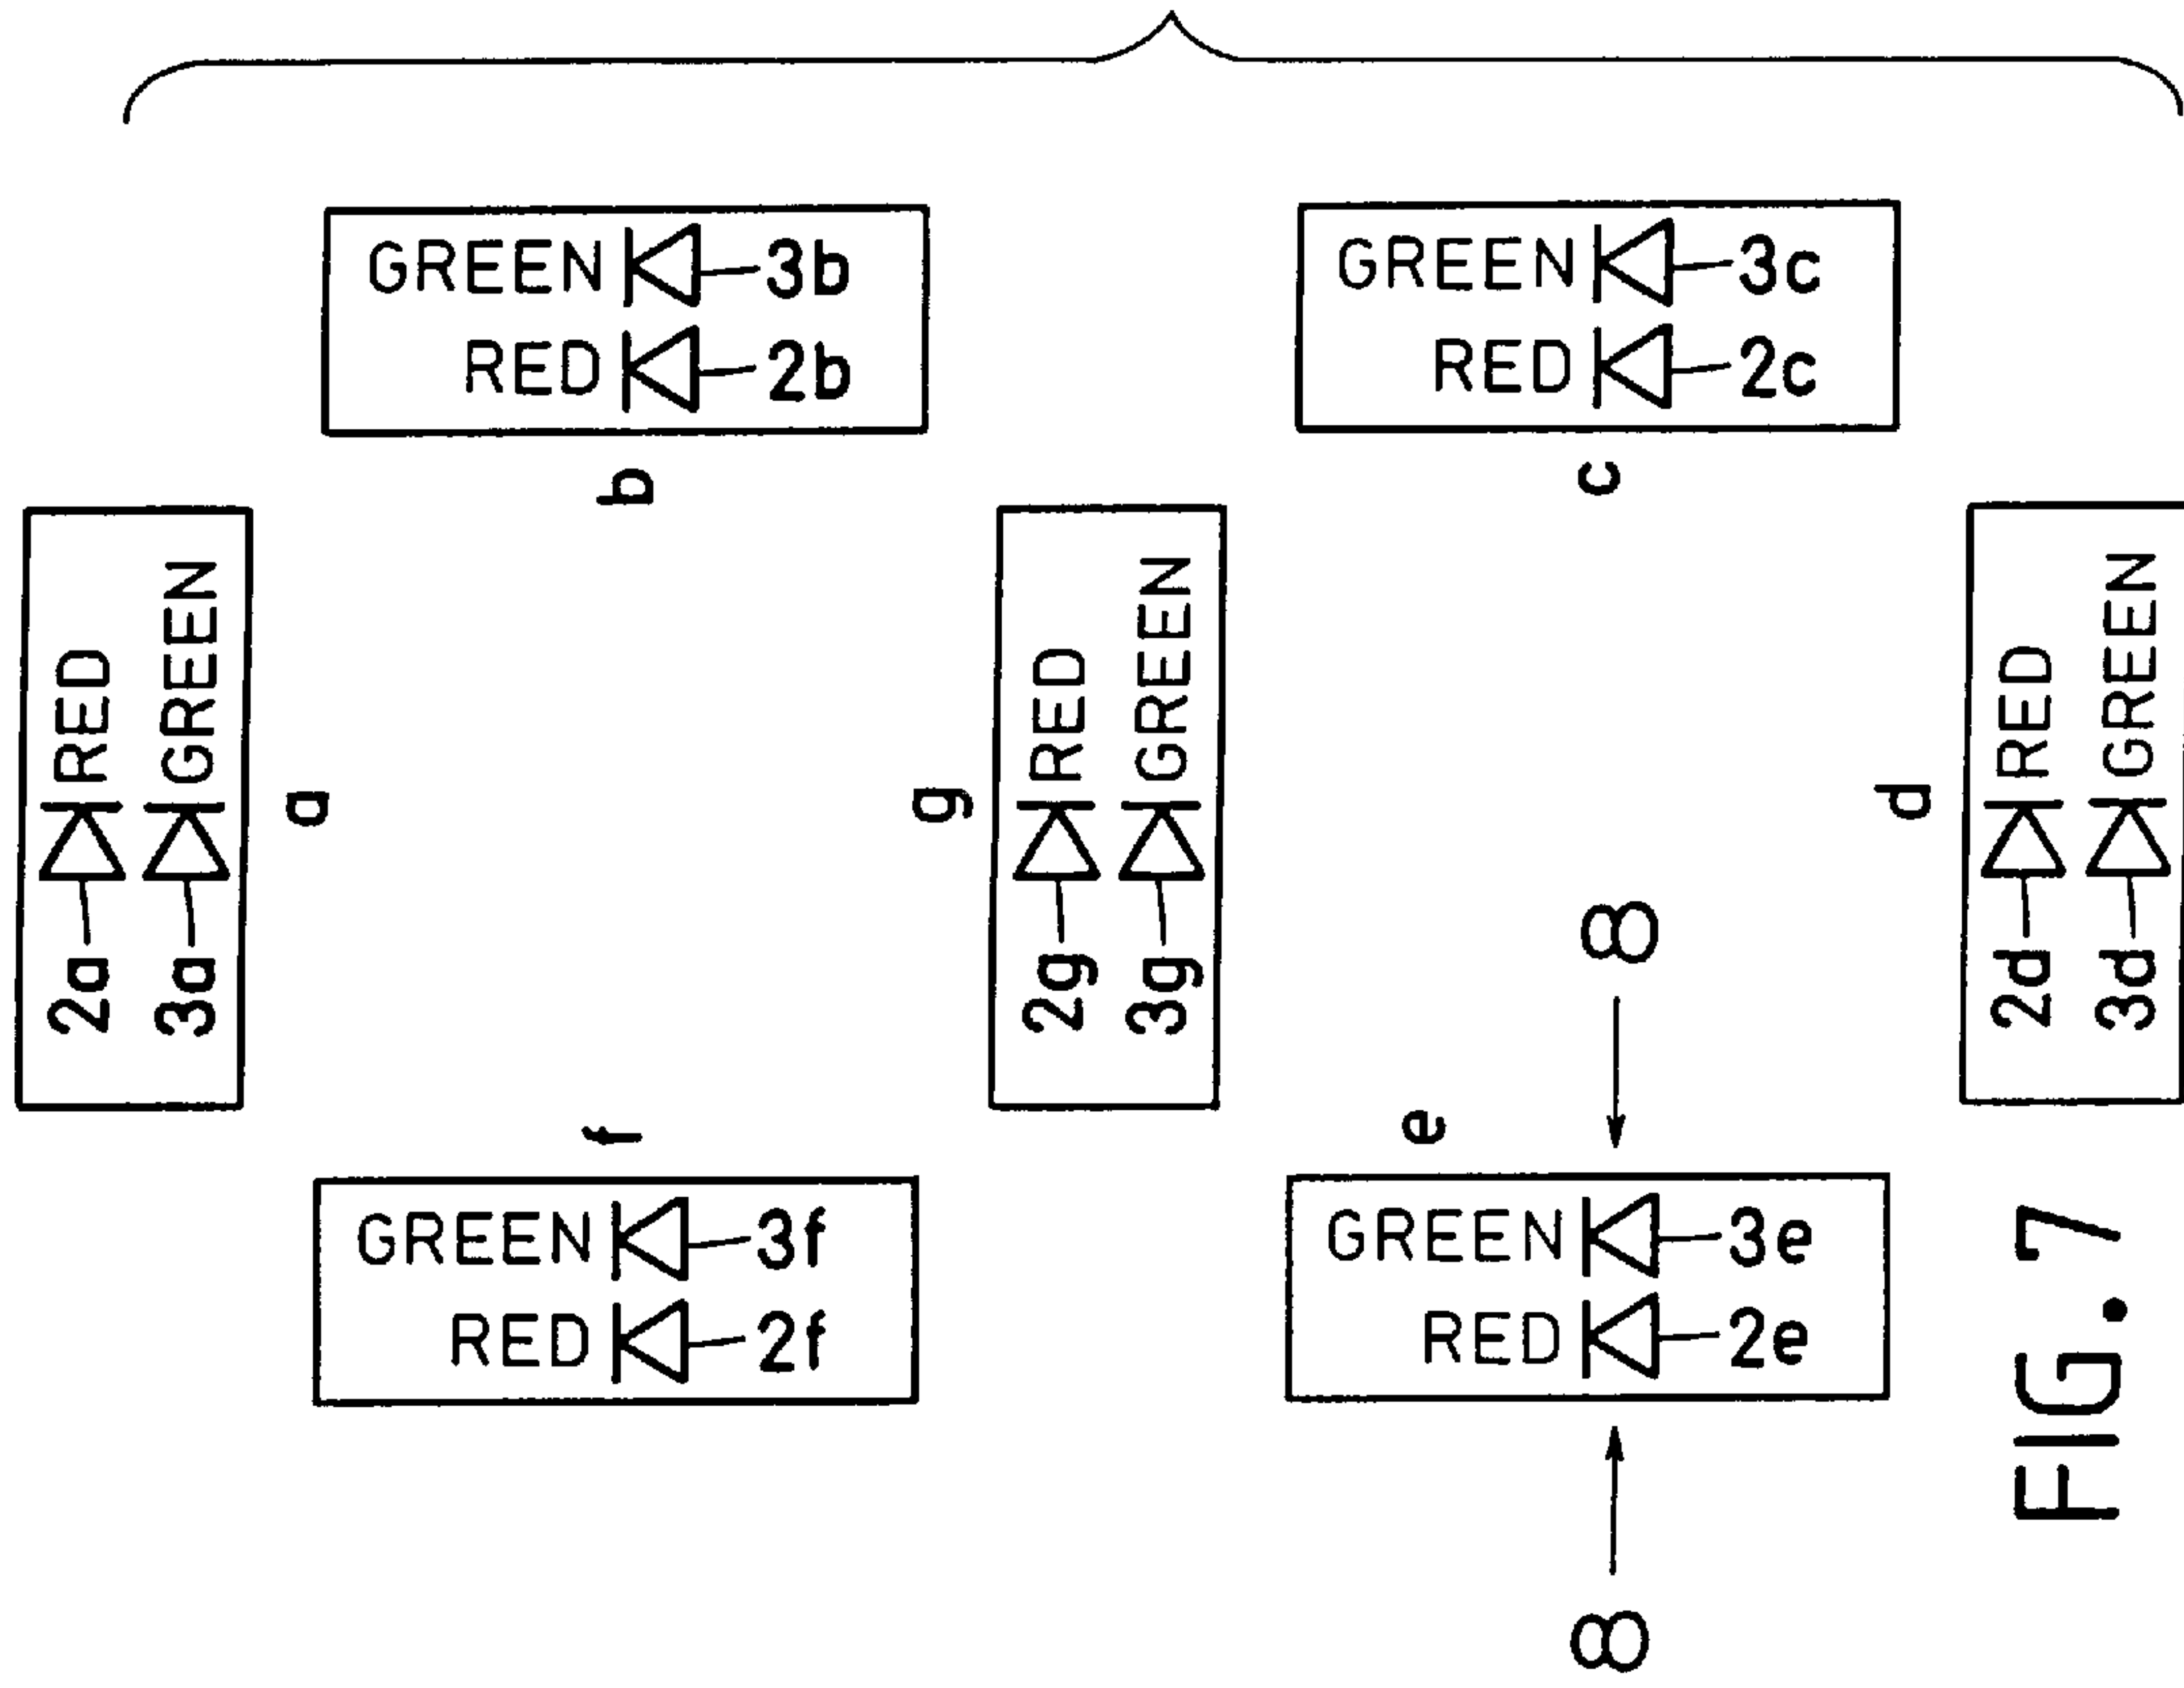 2a RED
3a GREEN
a
f
b
RED 2f
GREEN 3f
RED 2b
GREEN 3b
g
2g RED
3g GREEN
e
c
RED 2e
GREEN 3e
8
8
RED 2c
GREEN 3c
d
2d RED
3d GREEN
FIG. 7